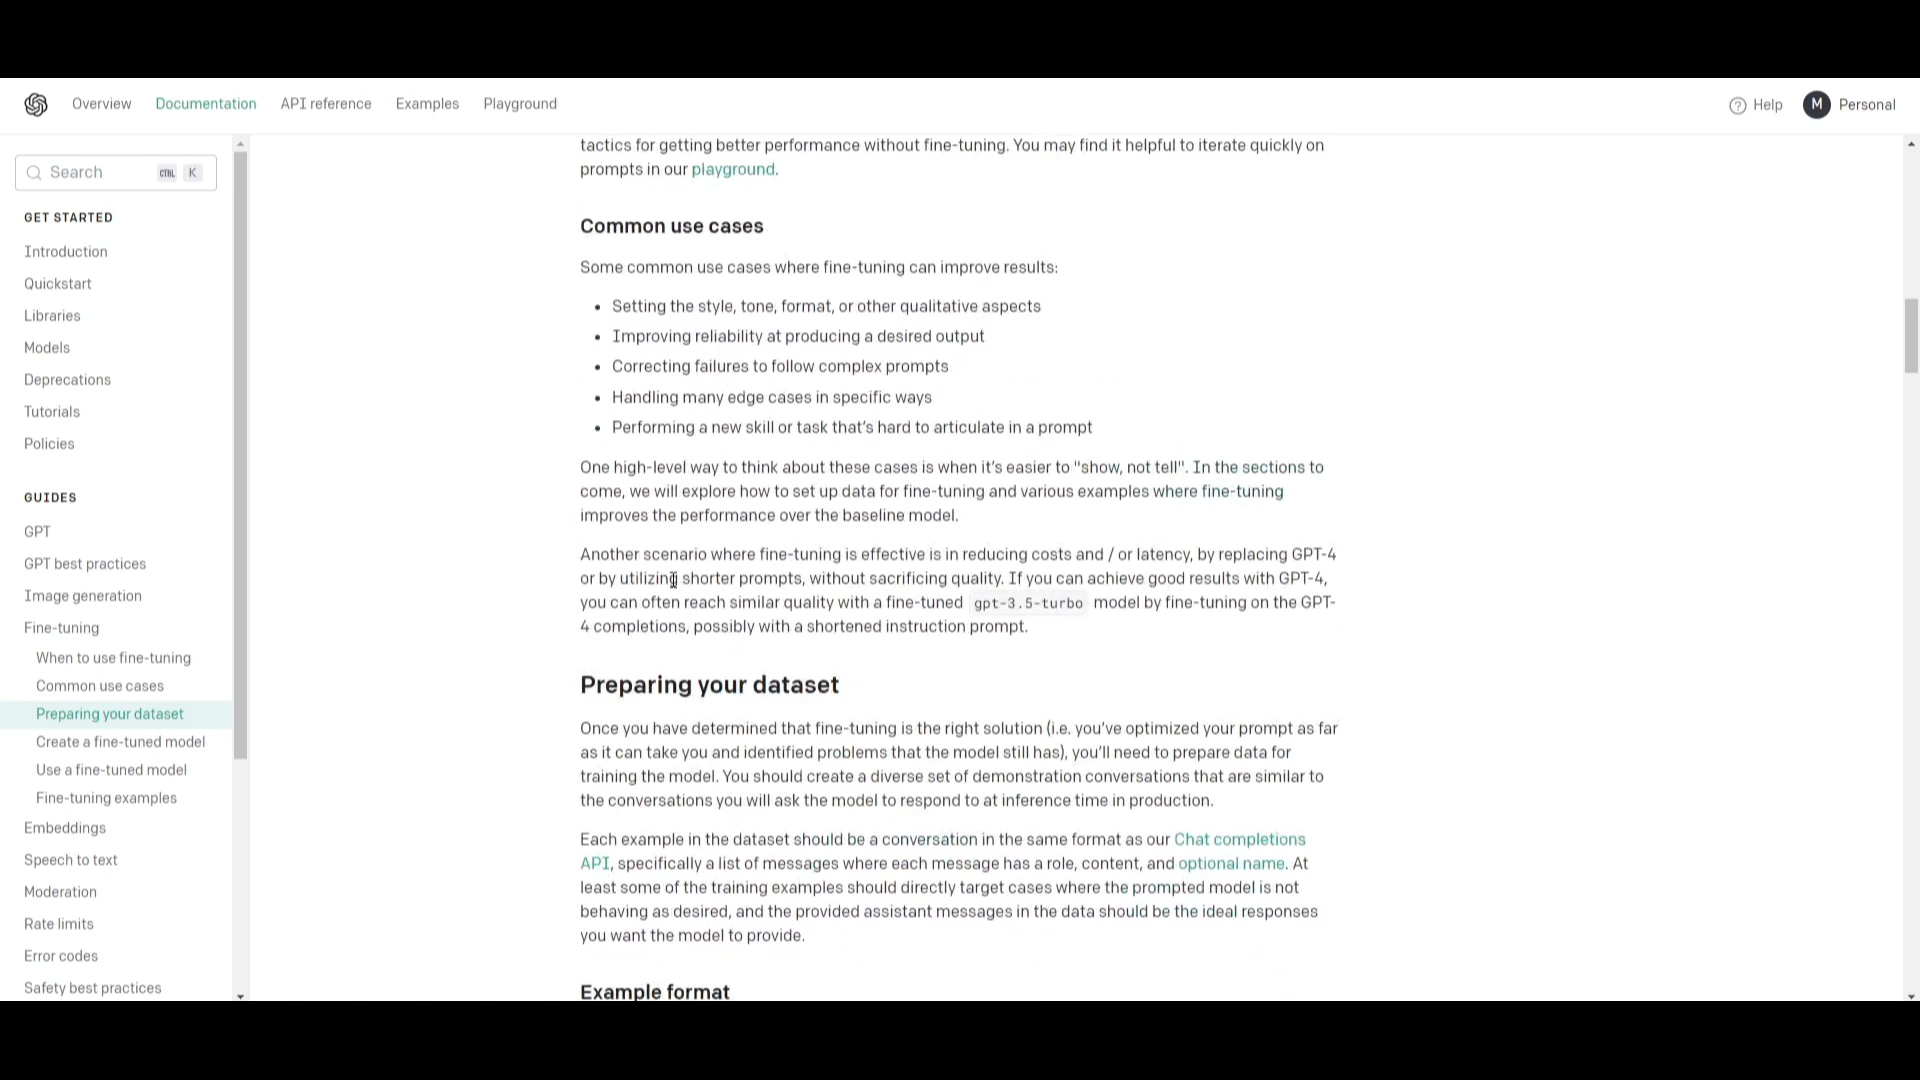 Overview Documentation API reference Examples Playground Help M Personal
Search CTRL K
GET STARTED
Introduction
Quickstart
Libraries
Models
Deprecations
Tutorials
Policies
GUIDES
GPT
GPT best practices
Image generation
Fine-tuning
When to use fine-tuning
Common use cases
Preparing your dataset
Create a fine-tuned model
Use a fine-tuned model
Fine-tuning examples
Embeddings
Speech to text
Moderation
Rate limits
Error codes
Safety best practices
tactics for getting better performance without fine-tuning. You may find it helpful to iterate quickly on
prompts in our playground.
Common use cases
Some common use cases where fine-tuning can improve results:
• Setting the style, tone, format, or other qualitative aspects
• Improving reliability at producing a desired output
• Correcting failures to follow complex prompts
• Handling many edge cases in specific ways
• Performing a new skill or task that's hard to articulate in a prompt
One high-level way to think about these cases is when it's easier to "show, not tell". In the sections to
come, we will explore how to set up data for fine-tuning and various examples where fine-tuning
improves the performance over the baseline model.
Another scenario where fine-tuning is effective is in reducing costs and / or latency, by replacing GPT-4
or by utilizing shorter prompts, without sacrificing quality. If you can achieve good results with GPT-4,
you can often reach similar quality with a fine-tuned gpt-3.5-turbo model by fine-tuning on the GPT-
4 completions, possibly with a shortened instruction prompt.
Preparing your dataset
Once you have determined that fine-tuning is the right solution (i.e. you've optimized your prompt as far
as it can take you and identified problems that the model still has), you'll need to prepare data for
training the model. You should create a diverse set of demonstration conversations that are similar to
the conversations you will ask the model to respond to at inference time in production.
Each example in the dataset should be a conversation in the same format as our Chat completions
API, specifically a list of messages where each message has a role, content, and optional name. At
least some of the training examples should directly target cases where the prompted model is not
behaving as desired, and the provided assistant messages in the data should be the ideal responses
you want the model to provide.
Example format